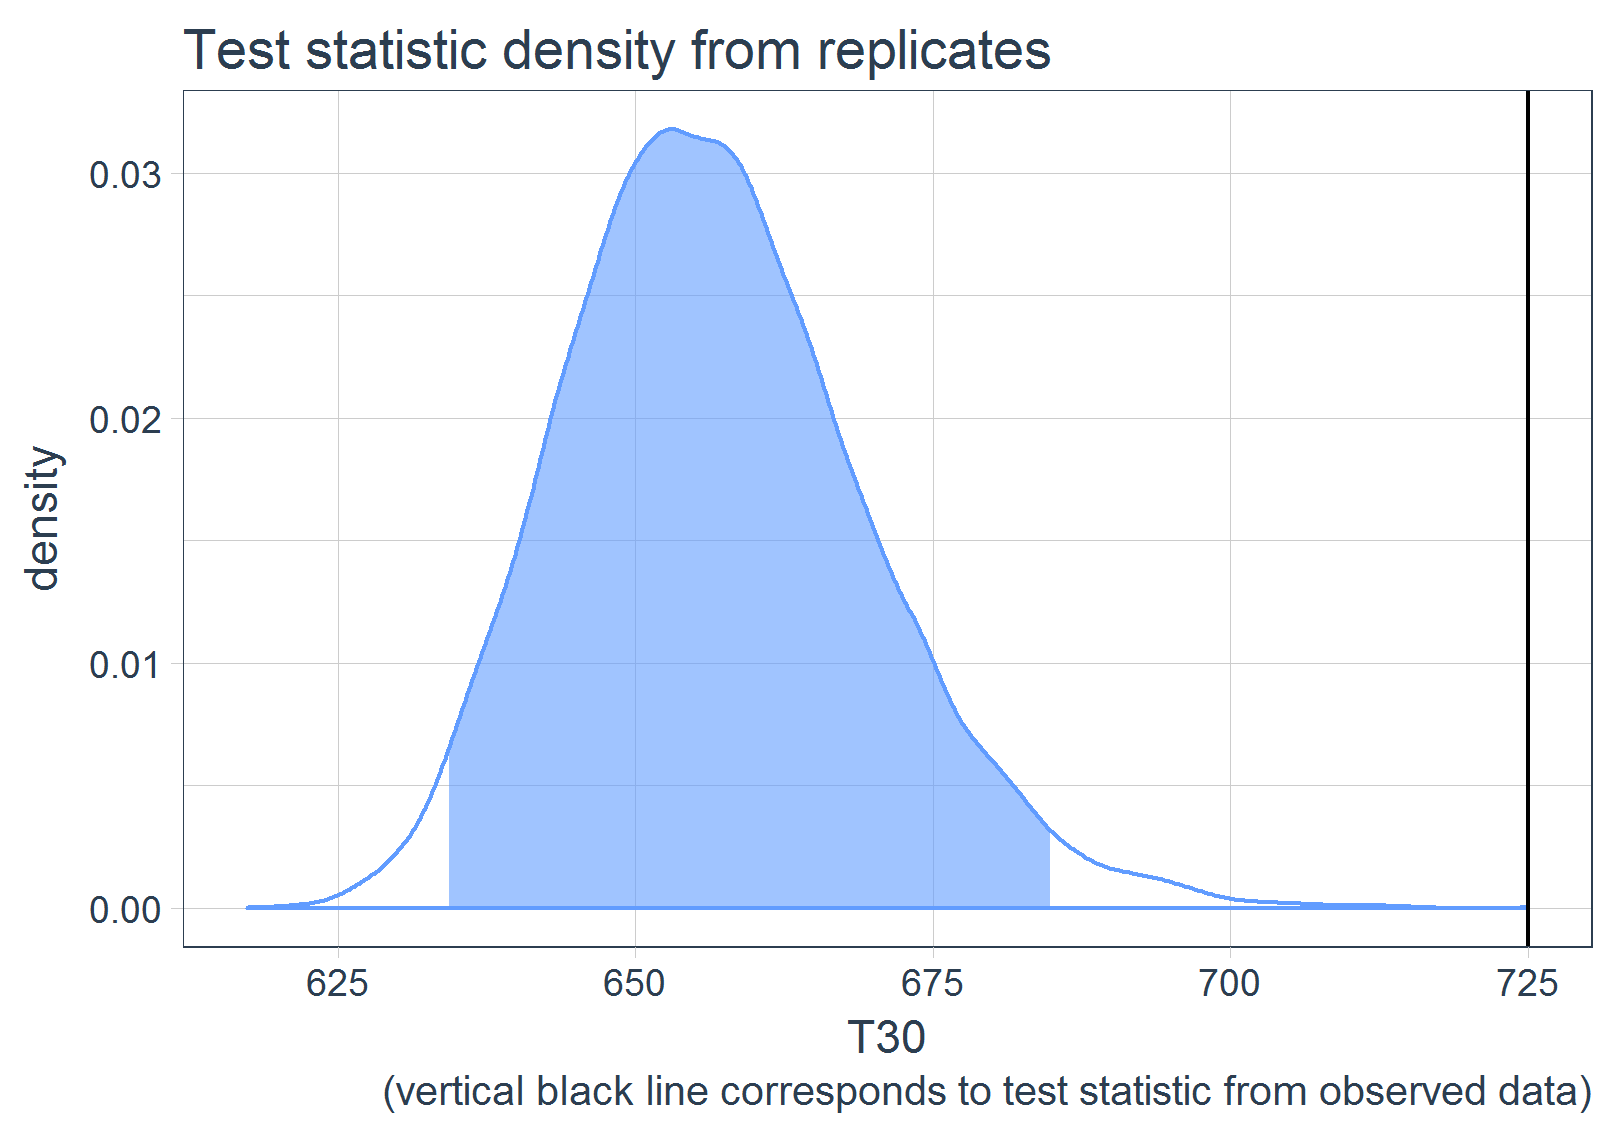 Test statistic density from replicates
0.03
0.02
0.01
0.00
density
625 650 675 700 725
T30
(vertical black line corresponds to test statistic from observed data)